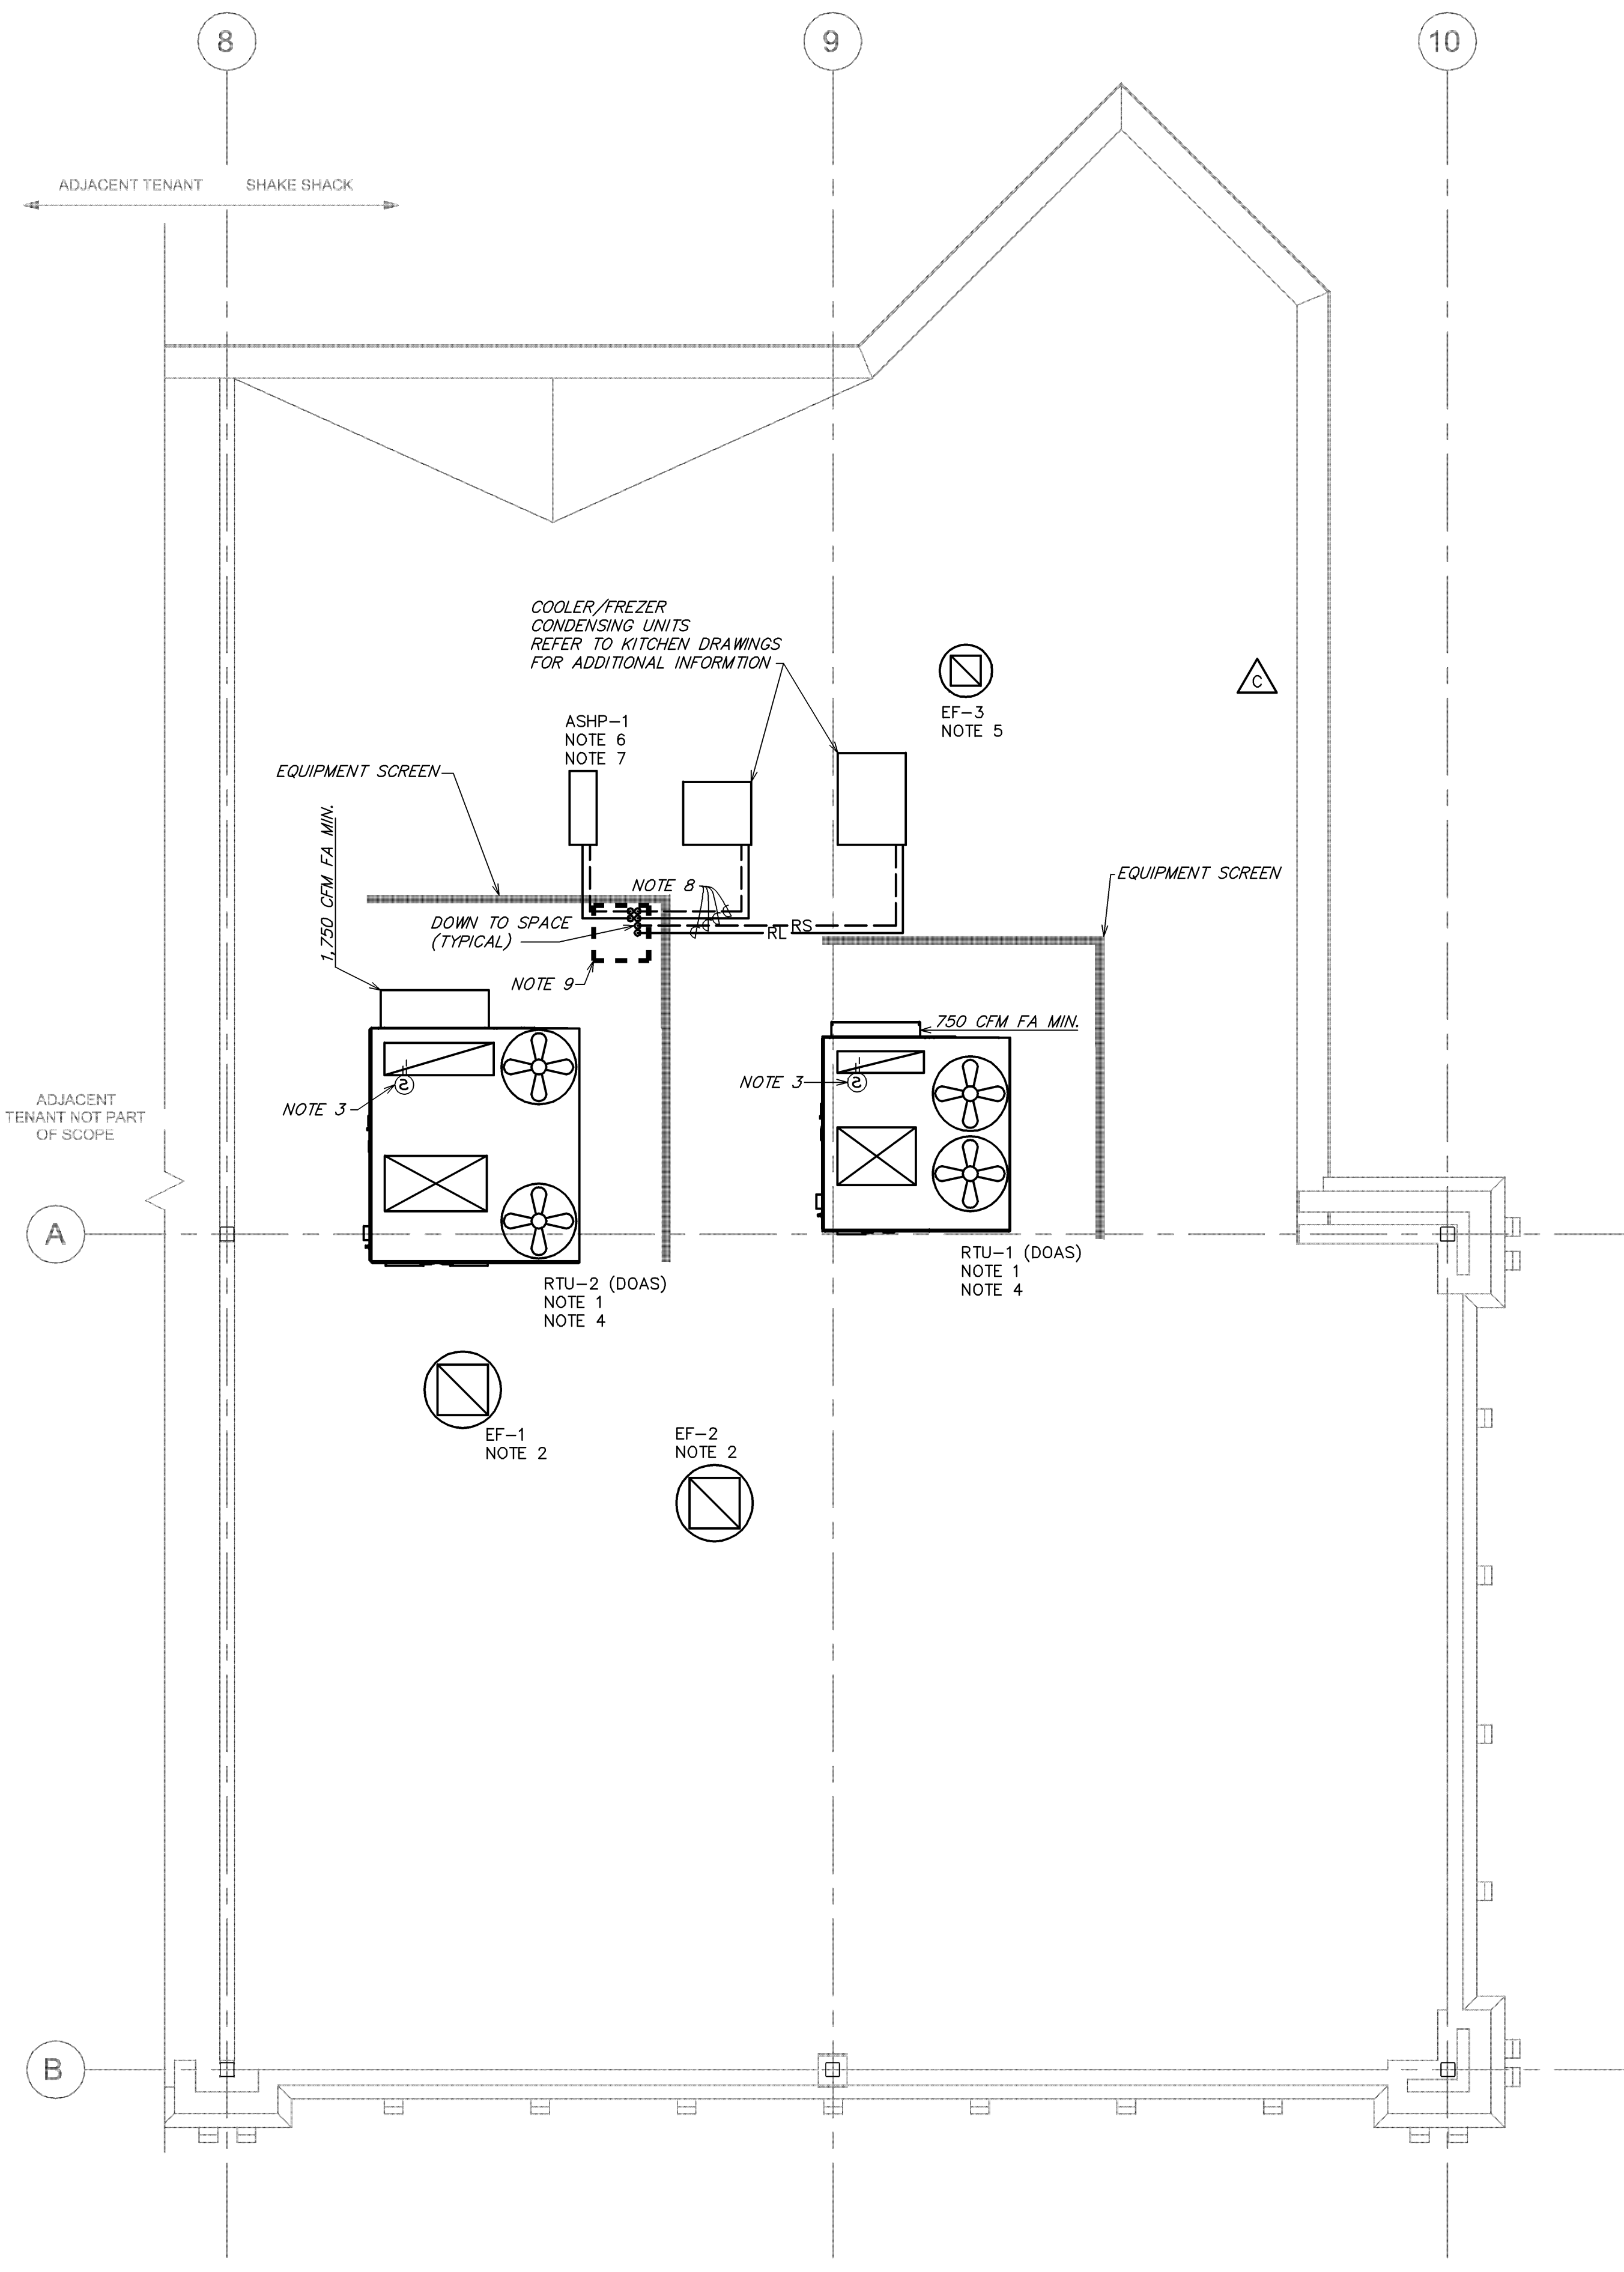 8
9
10
ADJACENT TENANT
SHAKE SHACK
COOLER/FREZER
CONDENSING UNITS
REFER TO KITCHEN DRAWINGS
FOR ADDITIONAL INFORMTION
EF-3
NOTE 5
C
ASHP-1
NOTE 6
NOTE 7
EQUIPMENT SCREEN
1,750 CFM FA MIN.
NOTE 8
EQUIPMENT SCREEN
DOWN TO SPACE
(TYPICAL)
RS
RL
NOTE 9
750 CFM FA MIN.
NOTE 3
S
NOTE 3
S
ADJACENT
TENANT NOT PART
OF SCOPE
A
RTU-1 (DOAS)
NOTE 1
NOTE 4
RTU-2 (DOAS)
NOTE 1
NOTE 4
EF-1
NOTE 2
EF-2
NOTE 2
B